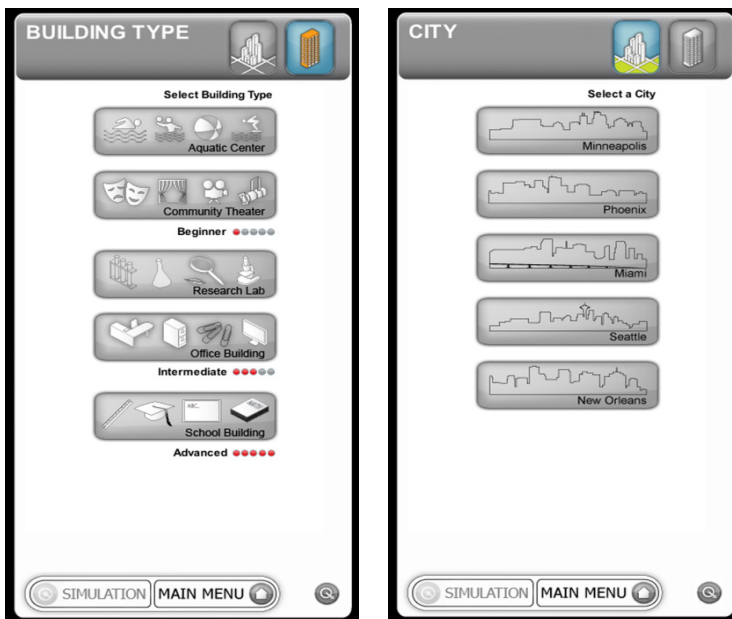 BUILDING TYPE
Select Building Type
Aquatic Center
Community Theater
Beginner
Research Lab
Office Building
Intermediate
ABC..
School Building
Advanced
SIMULATION
MAIN MENU
CITY
Select a City
Minneapolis
Phoenix
Miami
Seattle
New Orleans
SIMULATION
MAIN MENU